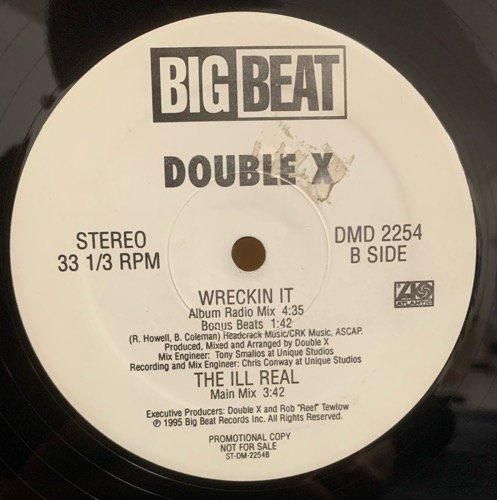 BIG BEAT
DOUBLE X
STEREO
33 1/3 RPM
DMD 2254
B SIDE
ATLANTIC
WRECKIN IT
Album Radio Mix 4:35
Bonus Beats 1:42
(R. Howell, B. Coleman) Headcrack Music/CRK Music, ASCAP.
Produced, Mixed and Arranged by Double X
Mix Engineer: Tony Smalios at Unique Studios
Recording and Mix Engineer: Chris Conway at Unique Studios
THE ILL REAL
Main Mix 3:42
Executive Producers: Double X and Rob "Reef" Tewlow
℗ 1995 Big Beat Records Inc. All Rights Reserved.
PROMOTIONAL COPY
NOT FOR SALE
ST-DM-2254B